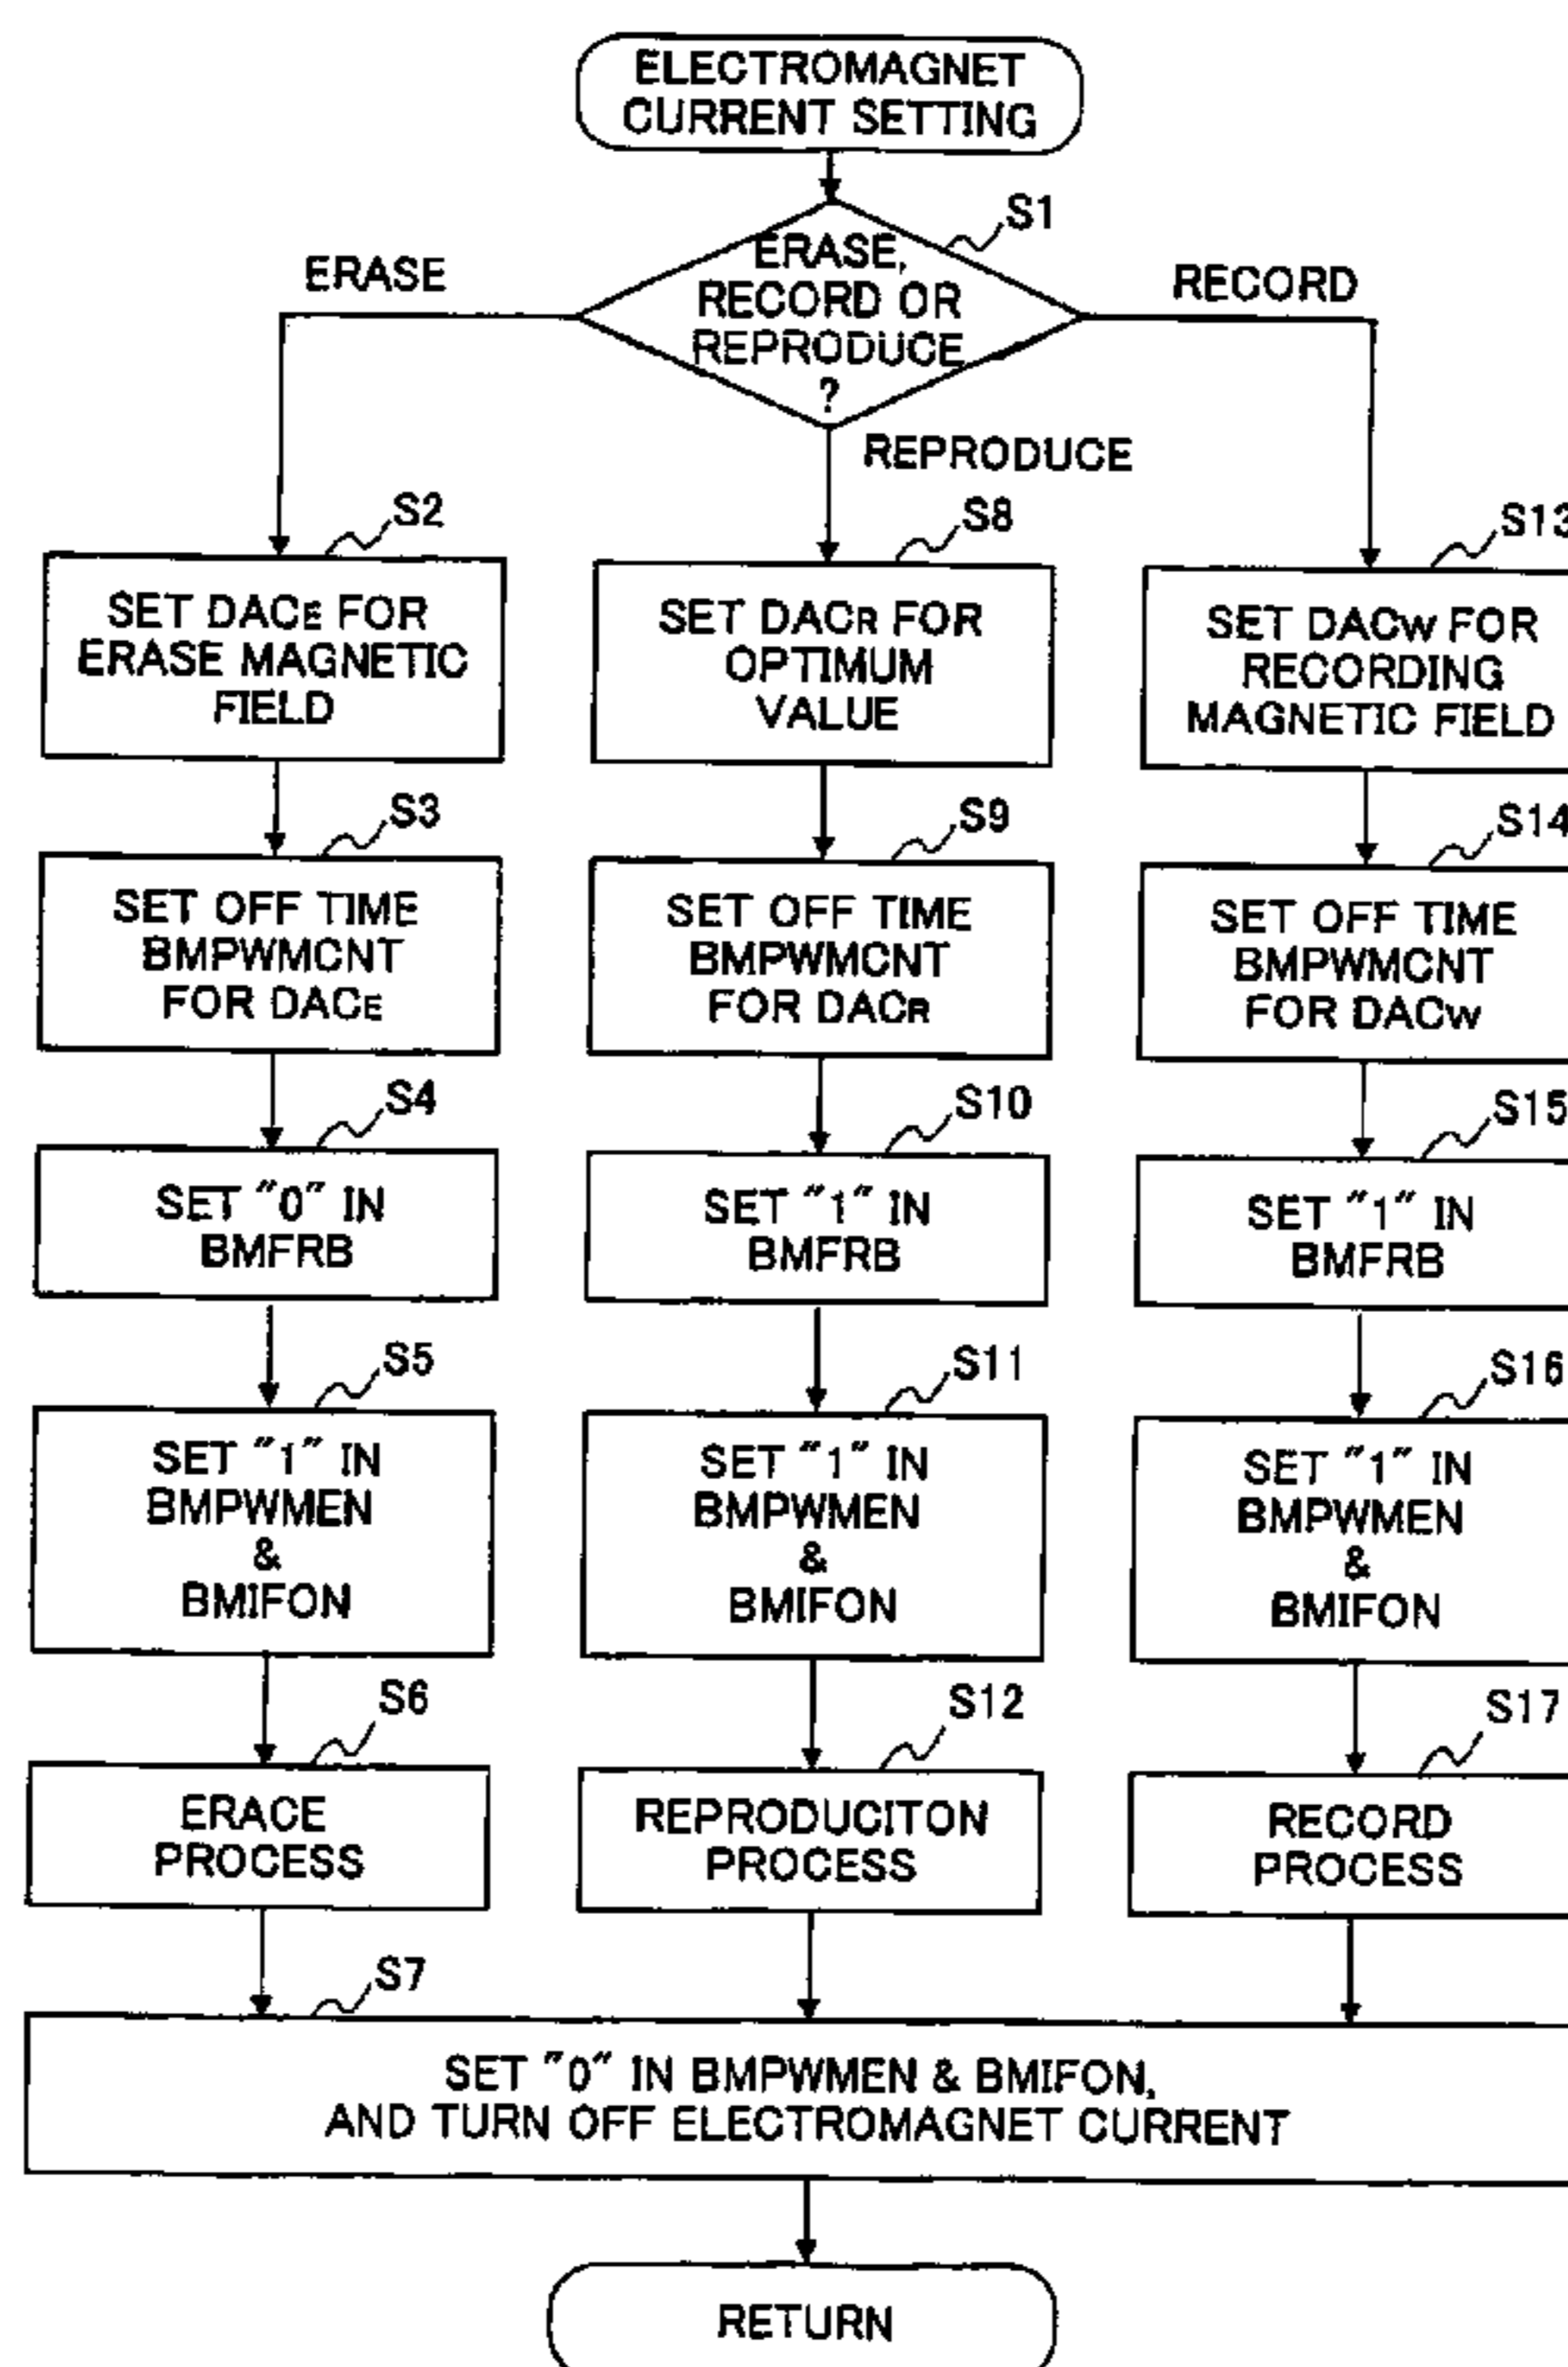 ELECTROMAGNET
CURRENT SETTING
S1
ERASE,
RECORD OR
REPRODUCE
?
ERASE
RECORD
REPRODUCE
S2
SET DACE FOR
ERASE MAGNETIC
FIELD
S3
SET OFF TIME
BMPWMCNT
FOR DACE
S4
SET "0" IN
BMFRB
S5
SET "1" IN
BMPWMEN
&
BMIFON
S6
ERACE
PROCESS
S8
SET DACR FOR
OPTIMUM
VALUE
S9
SET OFF TIME
BMPWMCNT
FOR DACR
S10
SET "1" IN
BMFRB
S11
SET "1" IN
BMPWMEN
&
BMIFON
S12
REPRODUCITON
PROCESS
S13
SET DACW FOR
RECORDING
MAGNETIC FIELD
S14
SET OFF TIME
BMPWMCNT
FOR DACW
S15
SET "1" IN
BMFRB
S16
SET "1" IN
BMPWMEN
&
BMIFON
S17
RECORD
PROCESS
S7
SET "0" IN BMPWMEN & BMIFON,
AND TURN OFF ELECTROMAGNET CURRENT
RETURN